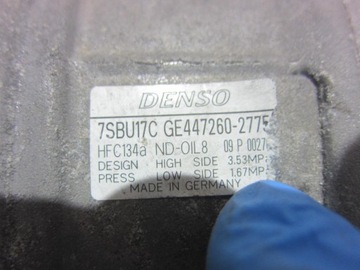 DENSO
7SBU17C GE447260-2775
HFC134a ND-OIL8 09 P 0027
DESIGN HIGH SIDE 3.53MP
PRESS LOW SIDE 1.67MP
MADE IN GERMANY